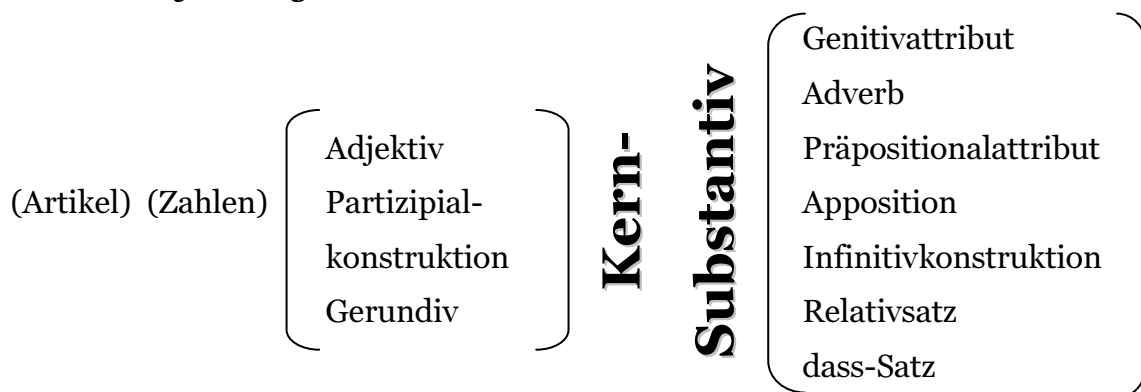 (Artikel) (Zahlen)
Adjektiv
Partizipial-
konstruktion
Gerundiv
Kern-
Substantiv
Genitivattribut
Adverb
Präpositionalattribut
Apposition
Infinitivkonstruktion
Relativsatz
dass-Satz